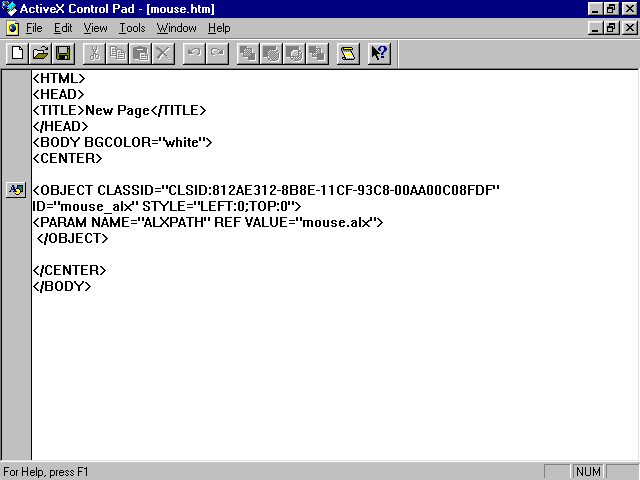 ActiveX Control Pad - [mouse.htm]
File Edit View Tools Window Help
<HTML>
<HEAD>
<TITLE>New Page</TITLE>
</HEAD>
<BODY BGCOLOR="white">
<CENTER>
<OBJECT CLASSID="CLSID:812AE312-8B8E-11CF-93C8-00AA00C08FDF"
ID="mouse_alx" STYLE="LEFT:0;TOP:0">
<PARAM NAME="ALXPATH" REF VALUE="mouse.alx">
</OBJECT>
</CENTER>
</BODY>
For Help, press F1
NUM